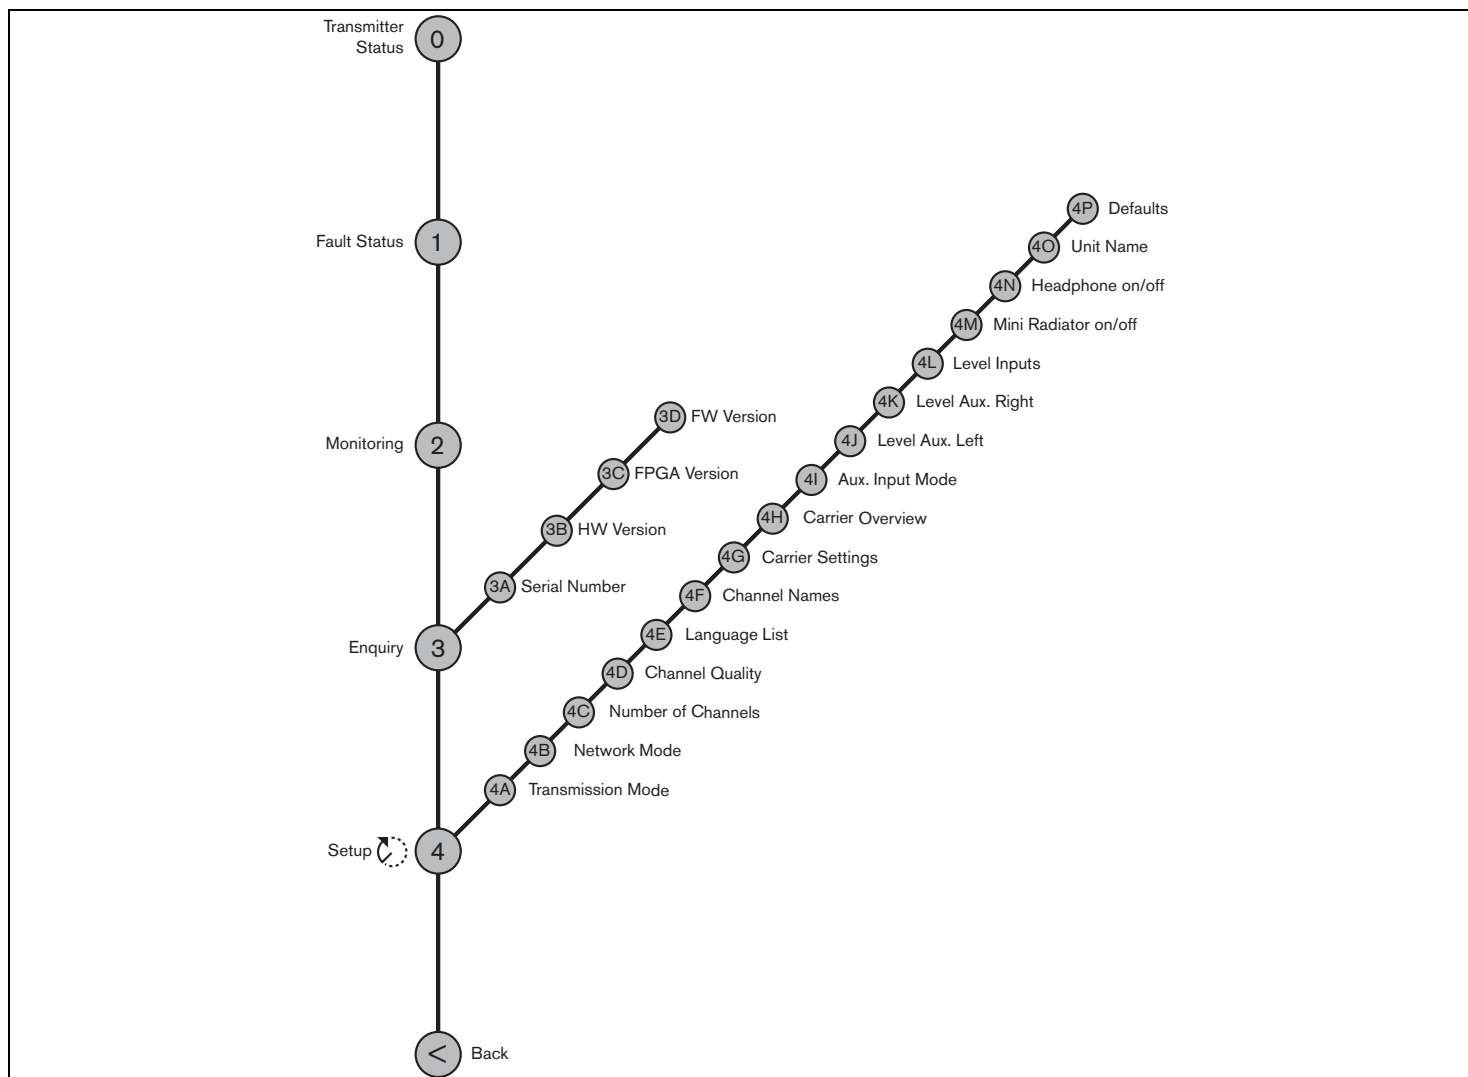 Transmitter
Status
0
Fault Status
1
Monitoring
2
Enquiry
3
3A Serial Number
3B HW Version
3C FPGA Version
3D FW Version
Setup
4
4A Transmission Mode
4B Network Mode
4C Number of Channels
4D Channel Quality
4E Language List
4F Channel Names
4G Carrier Settings
4H Carrier Overview
4I Aux. Input Mode
4J Level Aux. Left
4K Level Aux. Right
4L Level Inputs
4M Mini Radiator on/off
4N Headphone on/off
4O Unit Name
4P Defaults
< Back